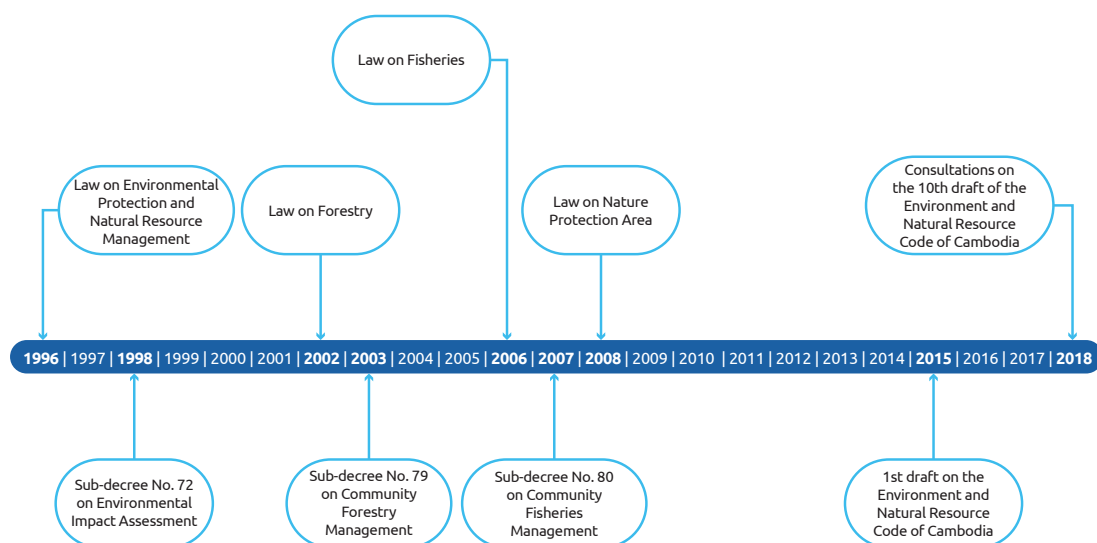 Law on Fisheries
Law on Environmental
Protection and
Natural Resource
Management
Law on Forestry
Law on Nature
Protection Area
Consultations on
the 10th draft of the
Environment and
Natural Resource
Code of Cambodia
1996 | 1997 | 1998 | 1999 | 2000 | 2001 | 2002 | 2003 | 2004 | 2005 | 2006 | 2007 | 2008 | 2009 | 2010 | 2011 | 2012 | 2013 | 2014 | 2015 | 2016 | 2017 | 2018
Sub-decree No. 72
on Environmental
Impact Assessment
Sub-decree No. 79
on Community
Forestry
Management
Sub-decree No. 80
on Community
Fisheries
Management
1st draft on the
Environment and
Natural Resource
Code of Cambodia